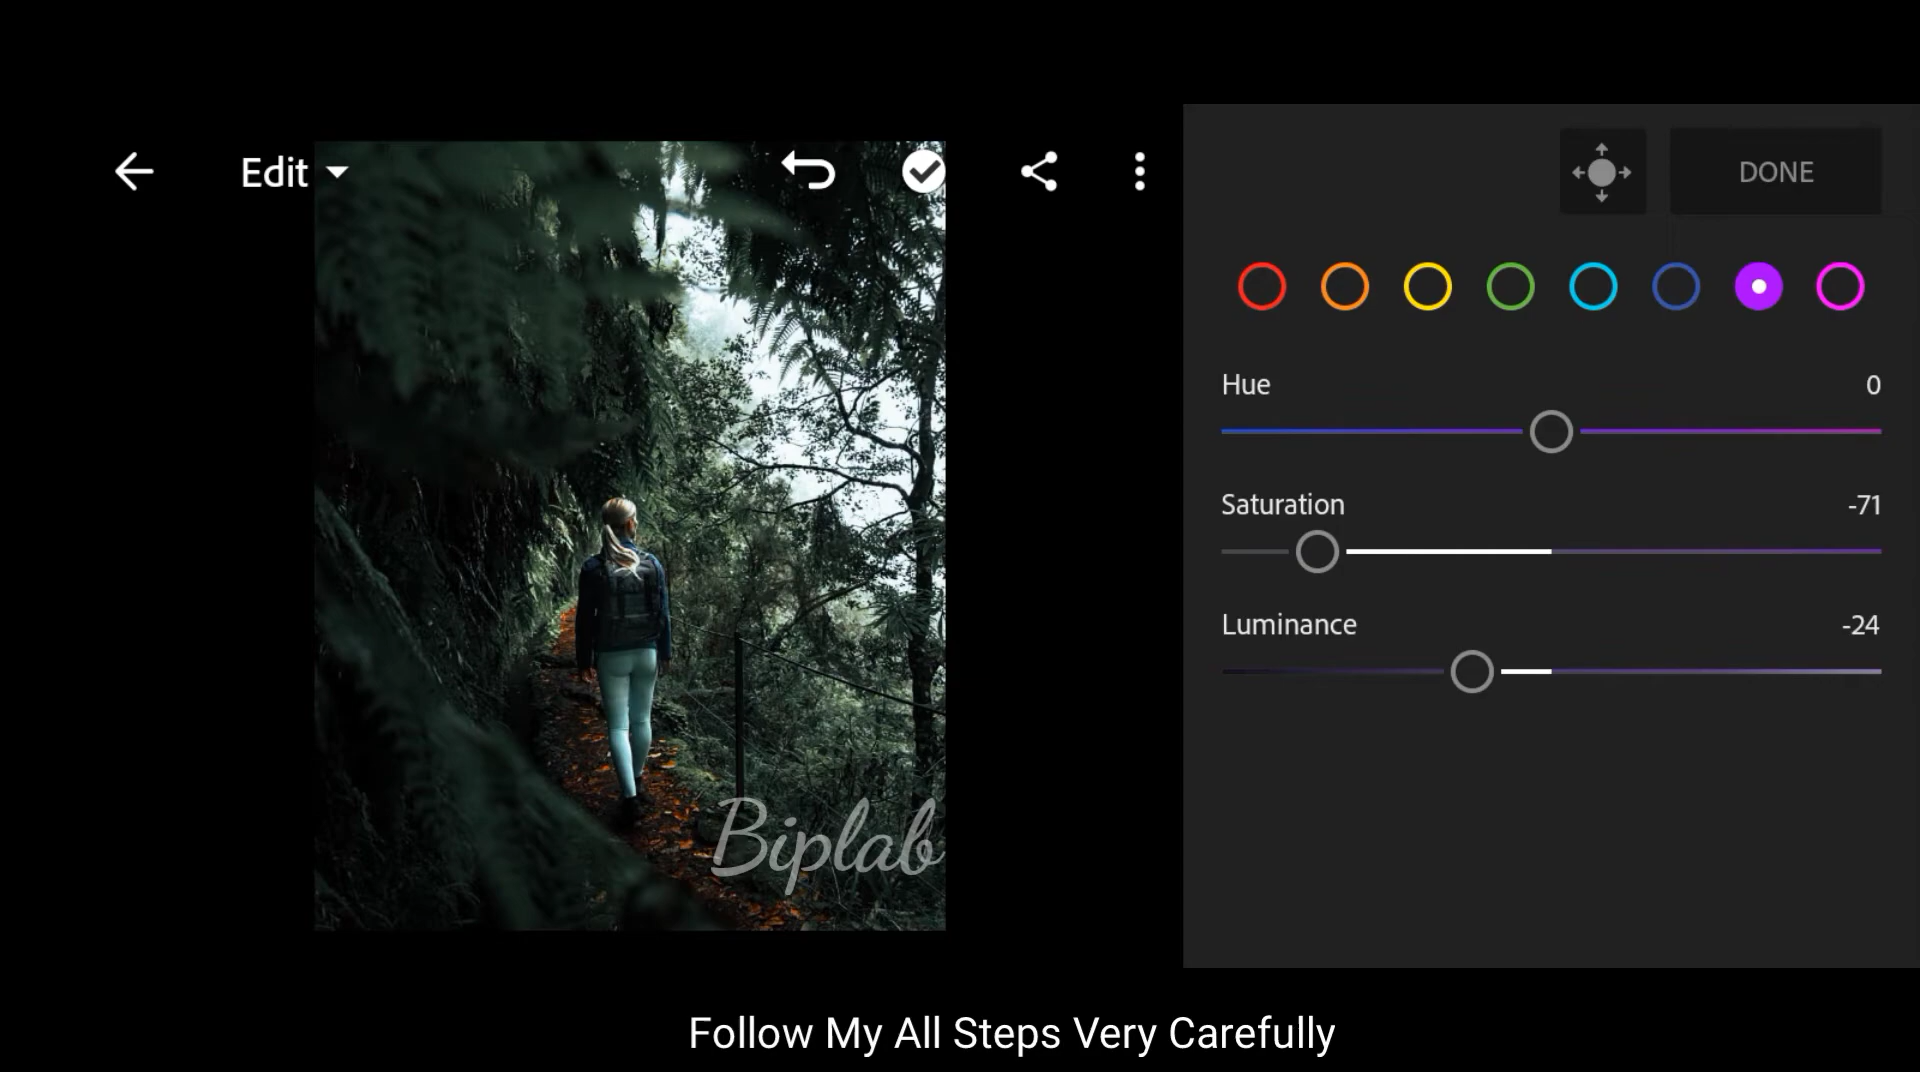 Edit
DONE
Hue 0
Saturation -71
Luminance -24
Biplab
Follow My All Steps Very Carefully